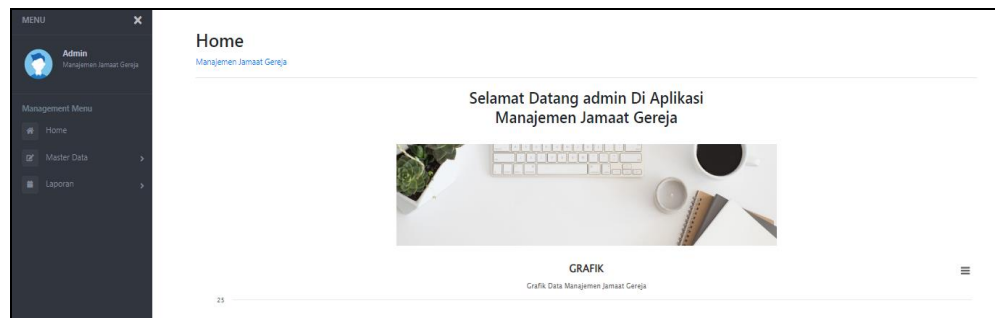 MENU
Admin
Manajemen Jamaat Gereja
Management Menu
Home
Master Data
Laporan
Home
Manajemen Jamaat Gereja
Selamat Datang admin Di Aplikasi
Manajemen Jamaat Gereja
GRAFIK
Grafik Data Manajemen Jamaat Gereja
25